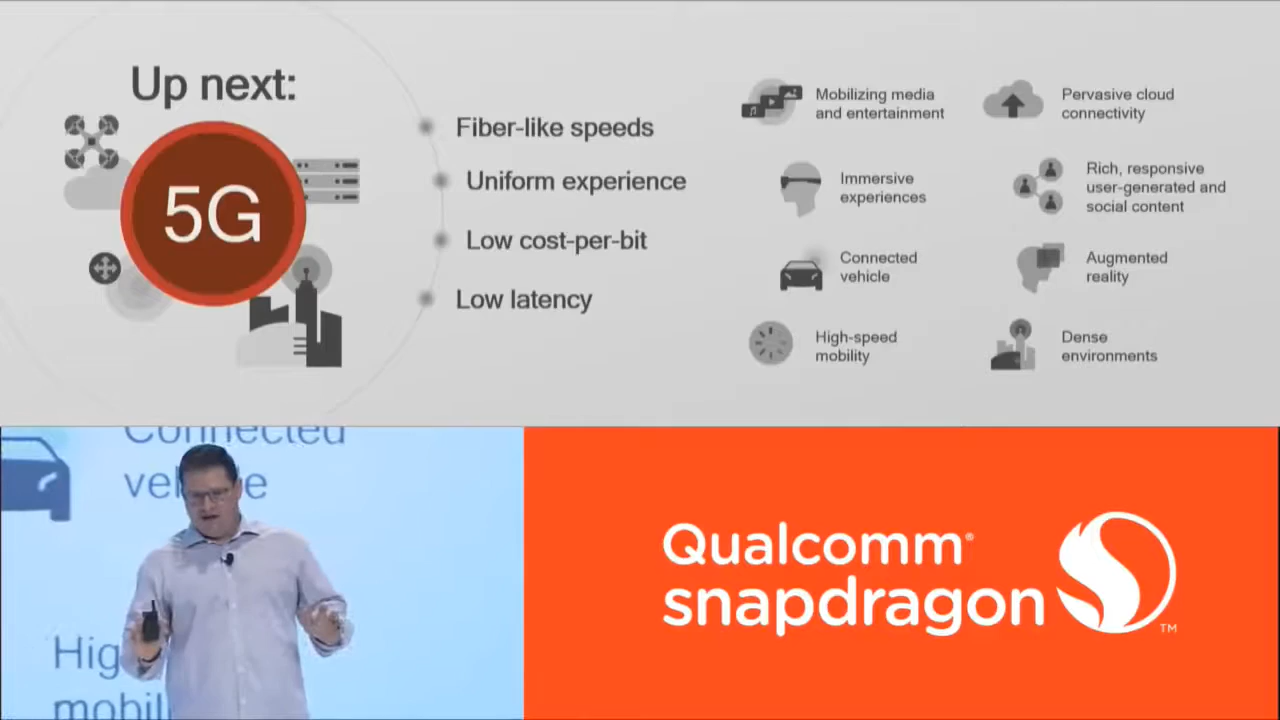 Up next:
5G
Fiber-like speeds
Uniform experience
Low cost-per-bit
Low latency
Mobilizing media
and entertainment
Immersive
experiences
Connected
vehicle
High-speed
mobility
Pervasive cloud
connectivity
Rich, responsive
user-generated and
social content
Augmented
reality
Dense
environments
Connected
Qualcomm®
snapdragon
TM